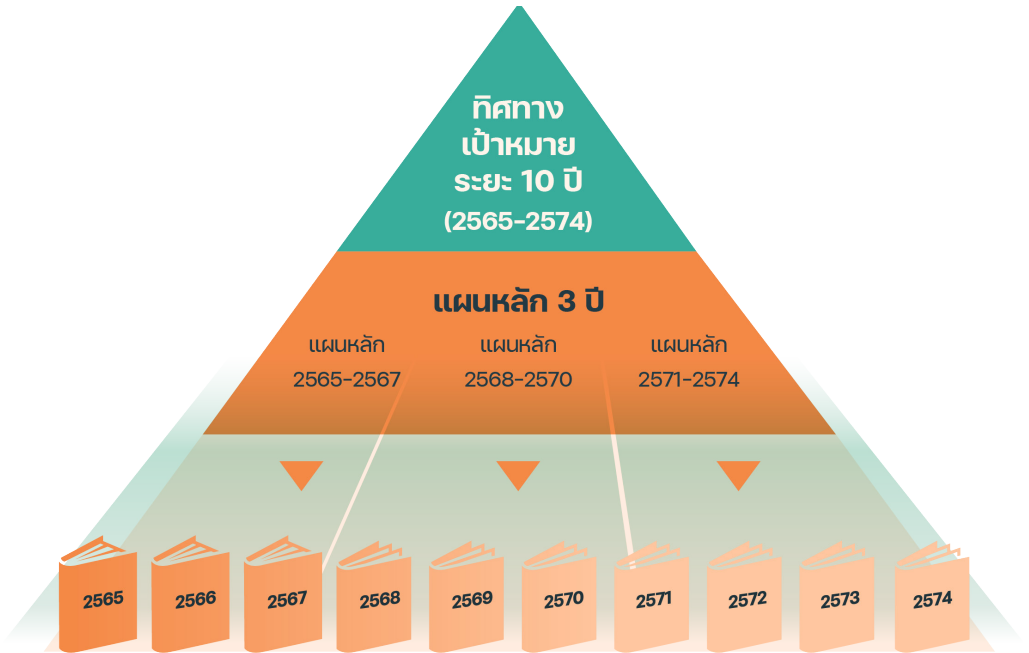 ทิศทาง
เป้าหมาย
ระยะ 10 ปี
(2565-2574)
แผนหลัก 3 ปี
แผนหลัก
2565-2567
แผนหลัก
2568-2570
แผนหลัก
2571-2574
2565
2566
2567
2568
2569
2570
2571
2572
2573
2574